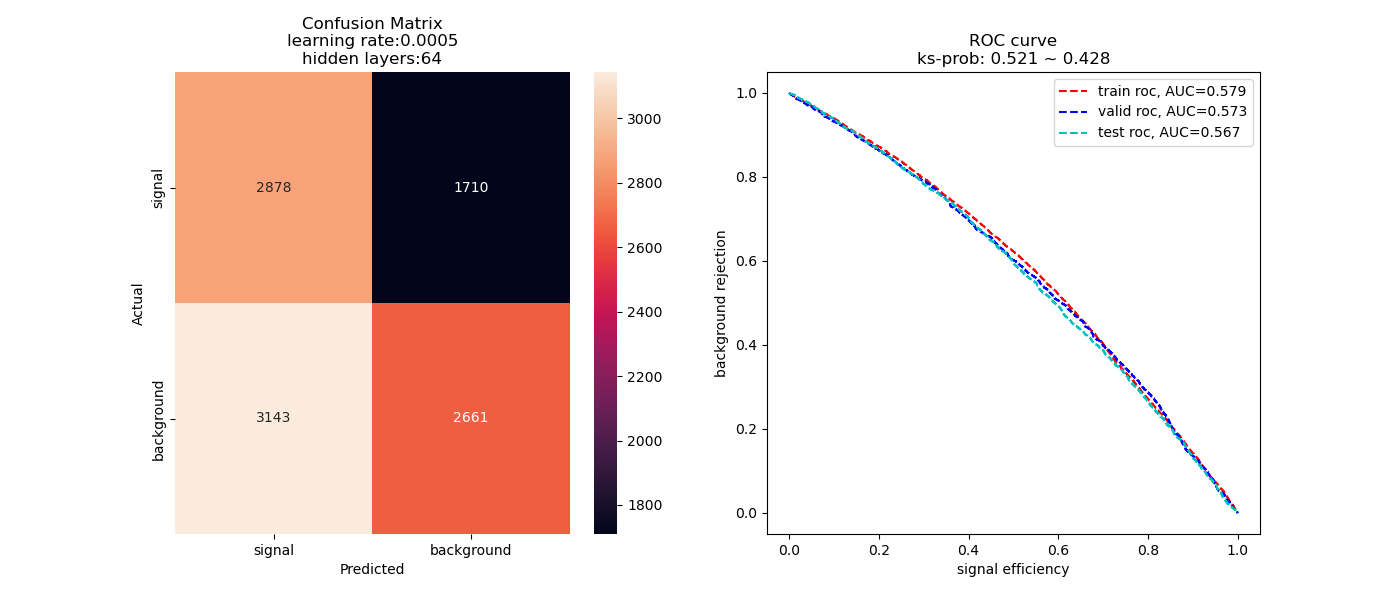 Confusion Matrix
learning rate:0.0005
hidden layers:64
signal
background
Actual
2878
1710
3143
2661
signal
background
Predicted
3000
2800
2600
2400
2200
2000
1800
ROC curve
ks-prob: 0.521 ~ 0.428
train roc, AUC=0.579
valid roc, AUC=0.573
test roc, AUC=0.567
background rejection
1.0
0.8
0.6
0.4
0.2
0.0
0.0
0.2
0.4
0.6
0.8
1.0
signal efficiency